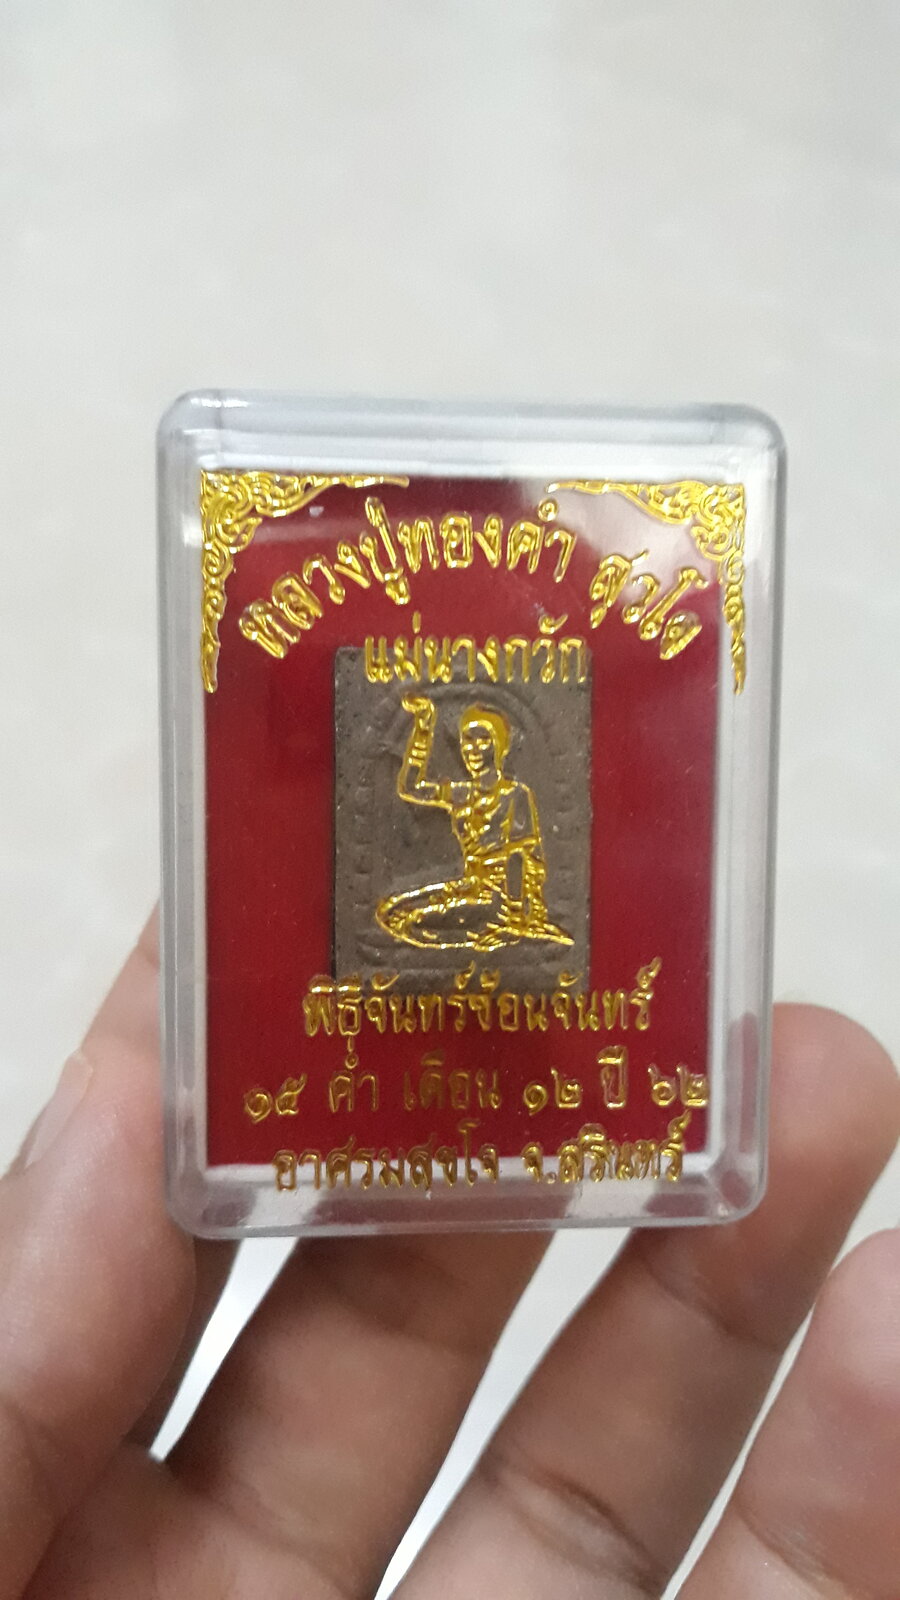 หลวงปู่ทองคำ สุวโจ
แม่นางกวัก
พิธีจันทร์ซ้อนจันทร์
๑๕ ค่ำ เดือน ๑๒ ปี ๖๒
อาศรมสุขโจ จ.สุรินทร์